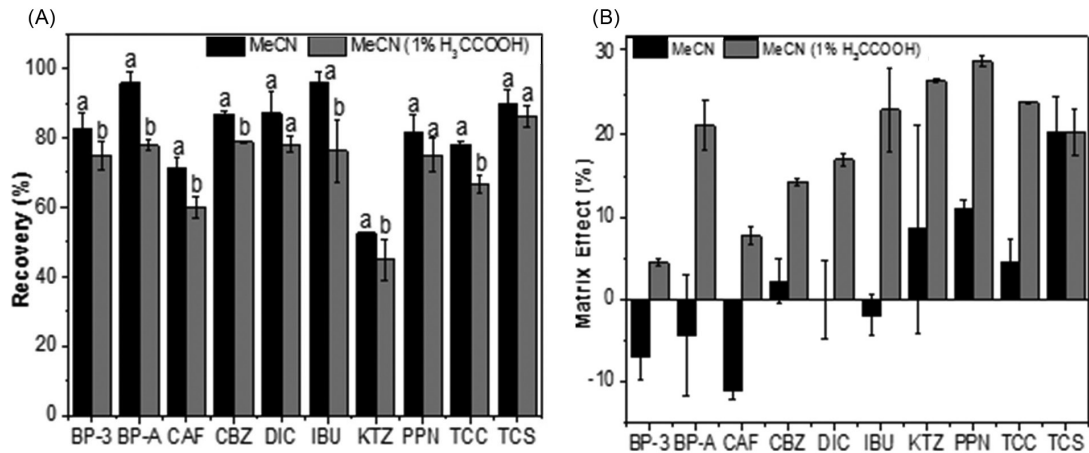 (A)
MeCN MeCN (1% H₃CCOOH)
Recovery (%)
100
80
60
40
20
0
a b a b a b a b a a a b a b a a a b a a
BP-3 BP-A CAF CBZ DIC IBU KTZ PPN TCC TCS
(B)
MeCN MeCN (1% H₃CCOOH)
Matrix Effect (%)
30
20
10
0
-10
BP-3 BP-A CAF CBZ DIC IBU KTZ PPN TCC TCS